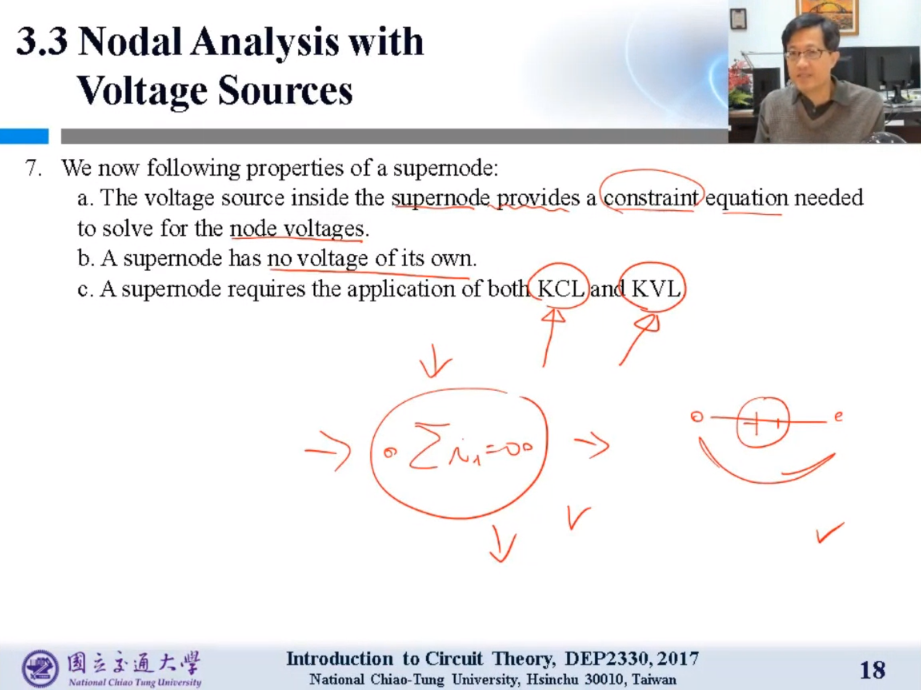 3.3 Nodal Analysis with
Voltage Sources
7. We now following properties of a supernode:
a. The voltage source inside the supernode provides a constraint equation needed
to solve for the node voltages.
b. A supernode has no voltage of its own.
c. A supernode requires the application of both KCL and KVL
國立交通大學
National Chiao Tung University
Introduction to Circuit Theory, DEP2330, 2017
National Chiao-Tung University, Hsinchu 30010, Taiwan
18